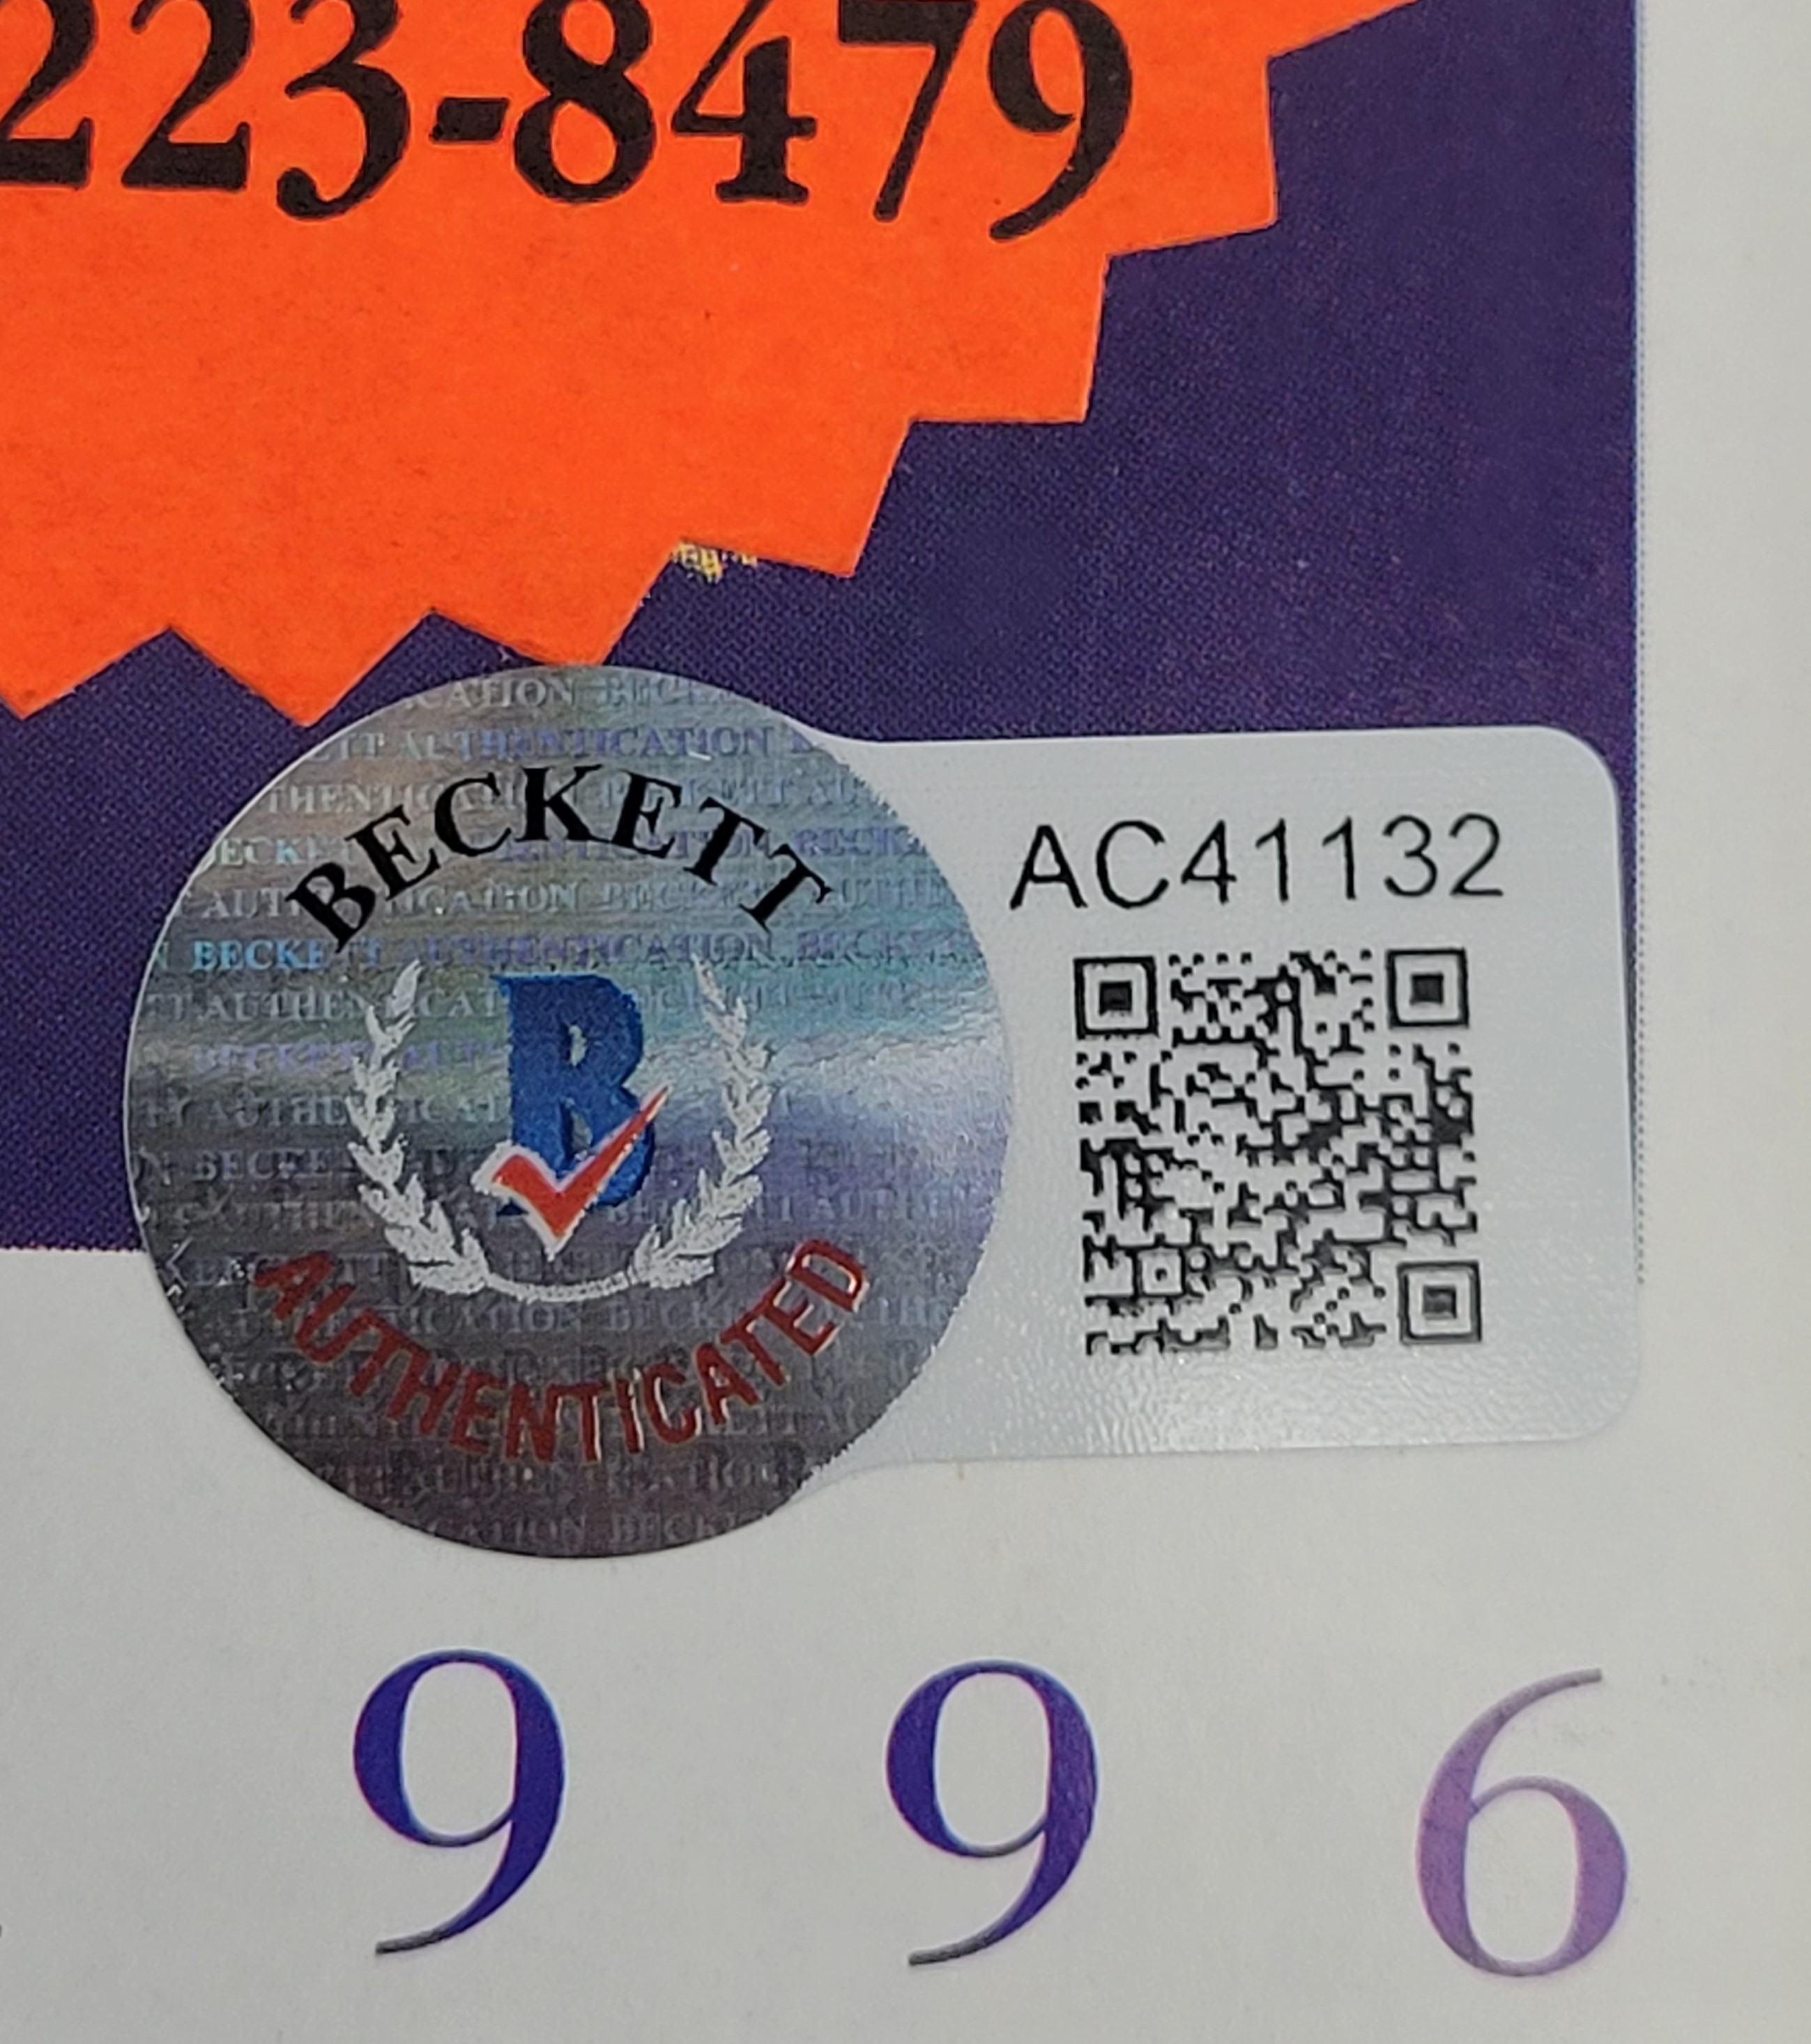 223-8479
BECKETT
AUTHENTICATED
B
AC41132
9 9 6